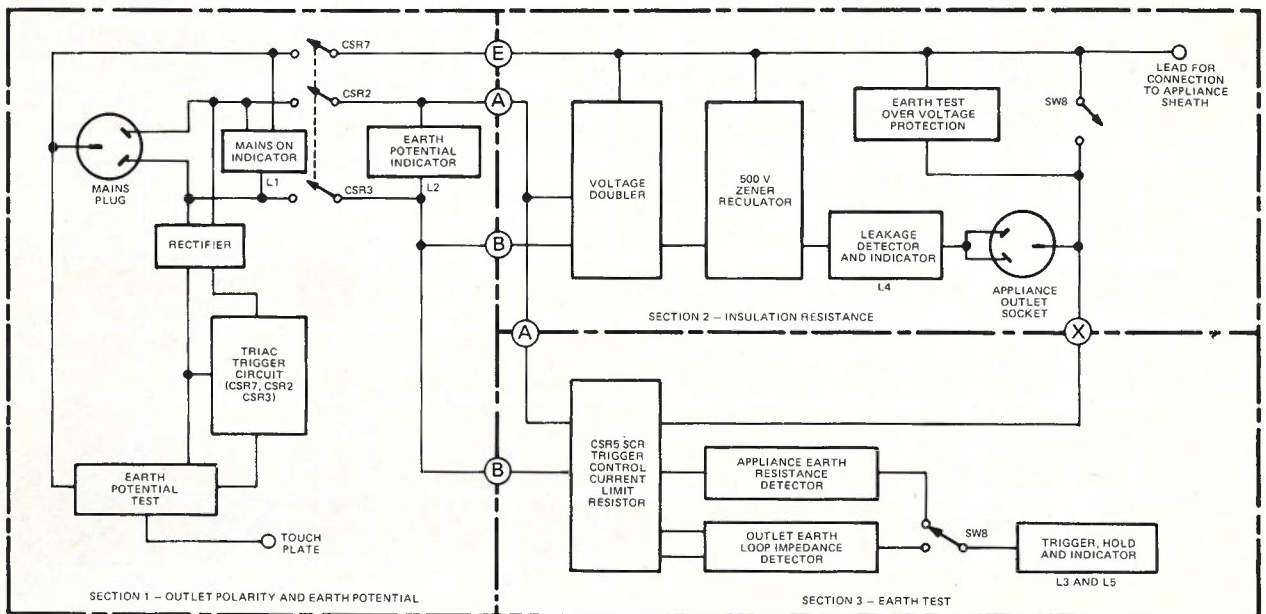 CSR7
CSR2
CSR3
MAINS
PLUG
MAINS ON
INDICATOR
L1
EARTH
POTENTIAL
INDICATOR
L2
RECTIFIER
TRIAC
TRIGGER
CIRCUIT
(CSR7, CSR2
CSR3)
EARTH
POTENTIAL
TEST
TOUCH
PLATE
SECTION 1 – OUTLET POLARITY AND EARTH POTENTIAL
E
A
B
VOLTAGE
DOUBLER
500 V
ZENER
RECULATOR
EARTH TEST
OVER VOLTAGE
PROTECTION
SW8
LEAD FOR
CONNECTION
TO APPLIANCE
SHEATH
LEAKAGE
DETECTOR
AND INDICATOR
L4
APPLIANCE
OUTLET
SOCKET
SECTION 2 – INSULATION RESISTANCE
A
X
B
CSR5 SCR
TRIGGER
CONTROL
CURRENT
LIMIT
RESISTOR
APPLIANCE EARTH
RESISTANCE
DETECTOR
OUTLET EARTH
LOOP IMPEDANCE
DETECTOR
SW8
TRIGGER, HOLD
AND INDICATOR
L3 AND L5
SECTION 3 – EARTH TEST